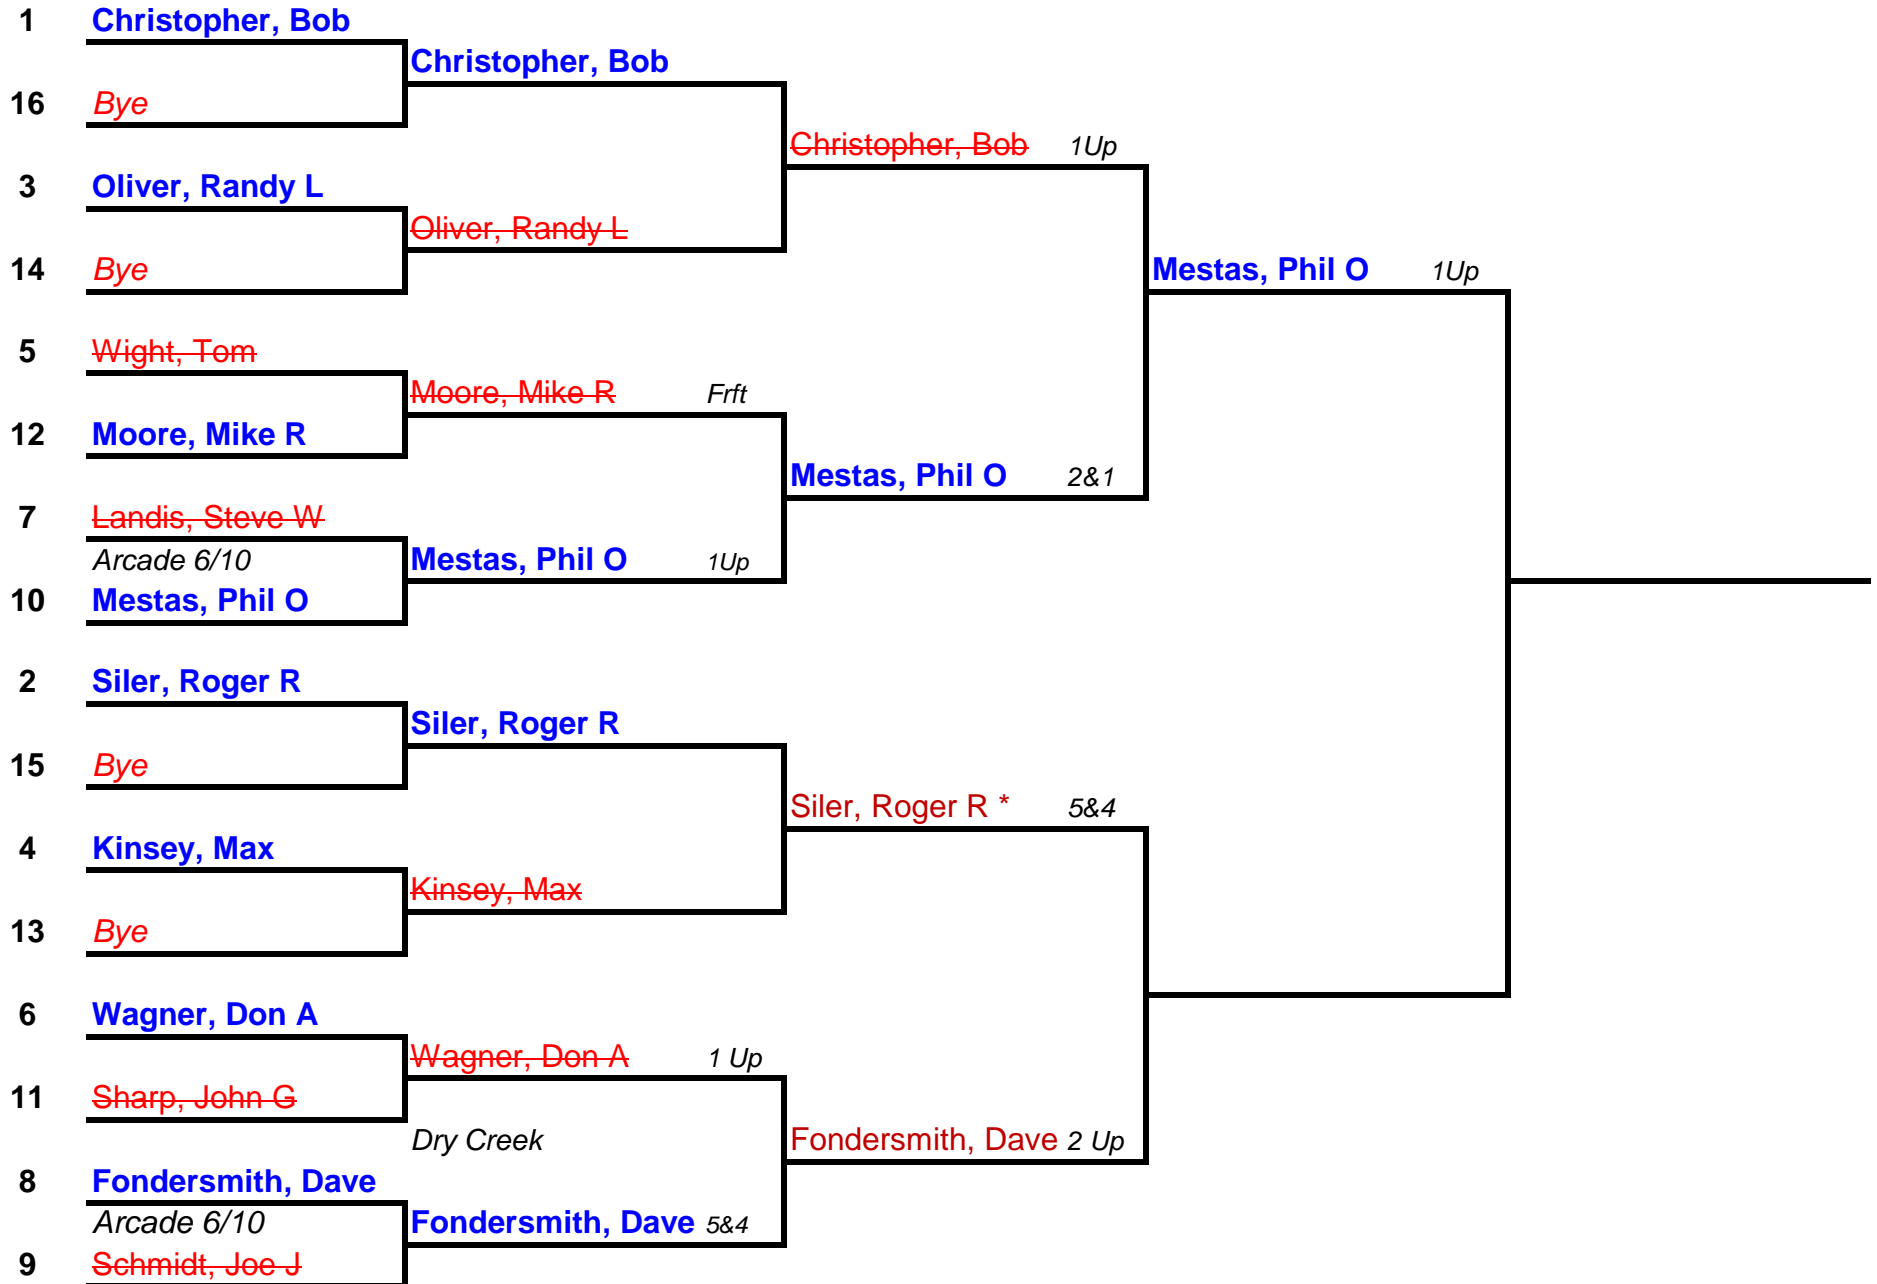 1 Christopher, Bob
Christopher, Bob
16 Bye
Christopher, Bob 1Up
3 Oliver, Randy L
Oliver, Randy L
14 Bye
Mestas, Phil O 1Up
5 Wight, Tom
Moore, Mike R Frft
12 Moore, Mike R
Mestas, Phil O 2&1
7 Landis, Steve W
Arcade 6/10
Mestas, Phil O 1Up
10 Mestas, Phil O
2 Siler, Roger R
Siler, Roger R
15 Bye
Siler, Roger R * 5&4
4 Kinsey, Max
Kinsey, Max
13 Bye
6 Wagner, Don A
Wagner, Don A 1 Up
11 Sharp, John G
Dry Creek
Fondersmith, Dave 2 Up
8 Fondersmith, Dave
Arcade 6/10
Fondersmith, Dave 5&4
9 Schmidt, Joe J